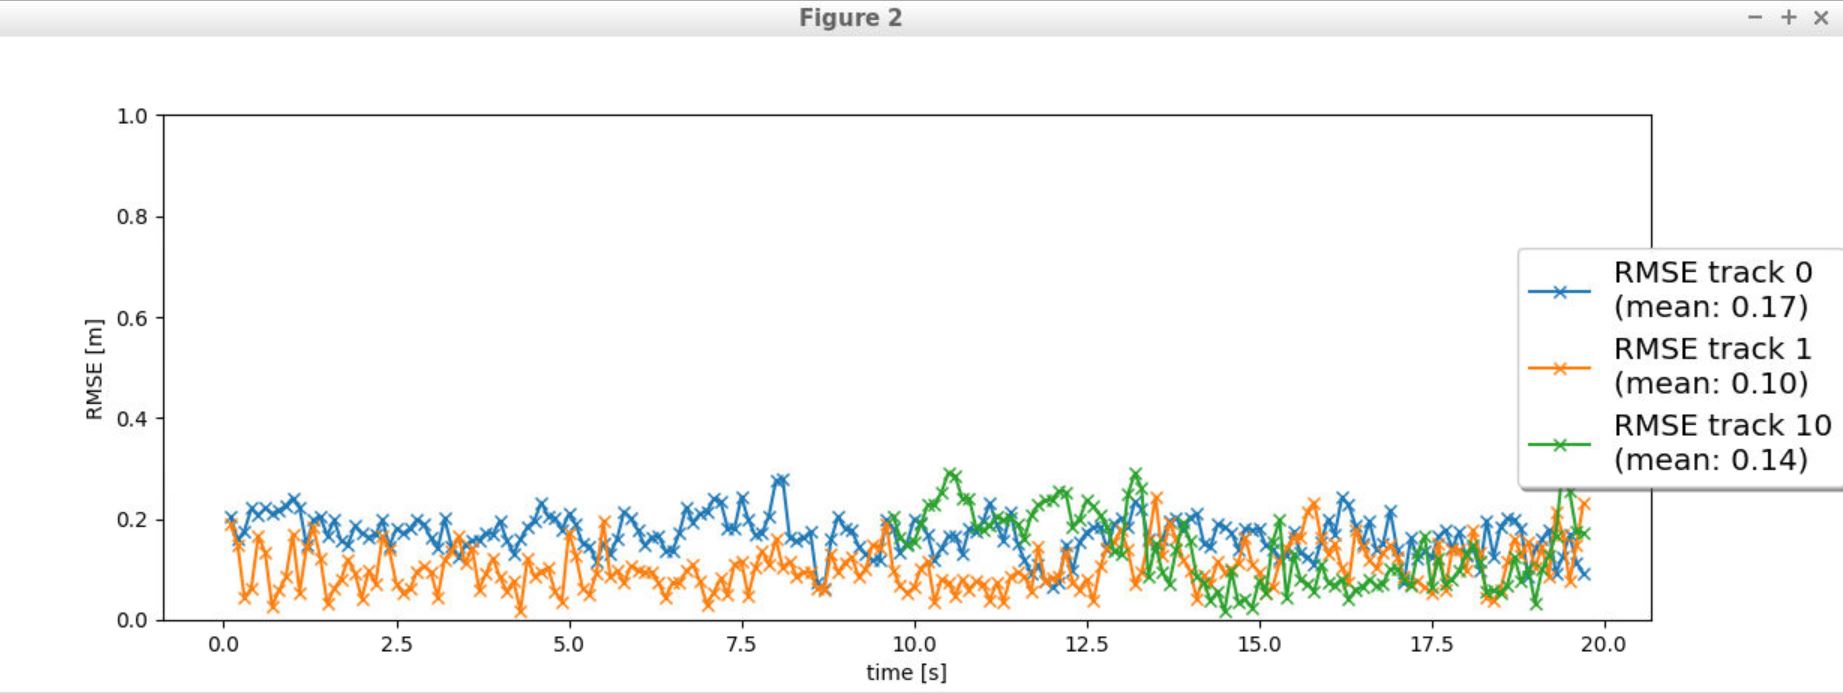 Figure 2
1.0
0.8
0.6
0.4
0.2
0.0
RMSE [m]
0.0 2.5 5.0 7.5 10.0 12.5 15.0 17.5 20.0
time [s]
RMSE track 0
(mean: 0.17)
RMSE track 1
(mean: 0.10)
RMSE track 10
(mean: 0.14)